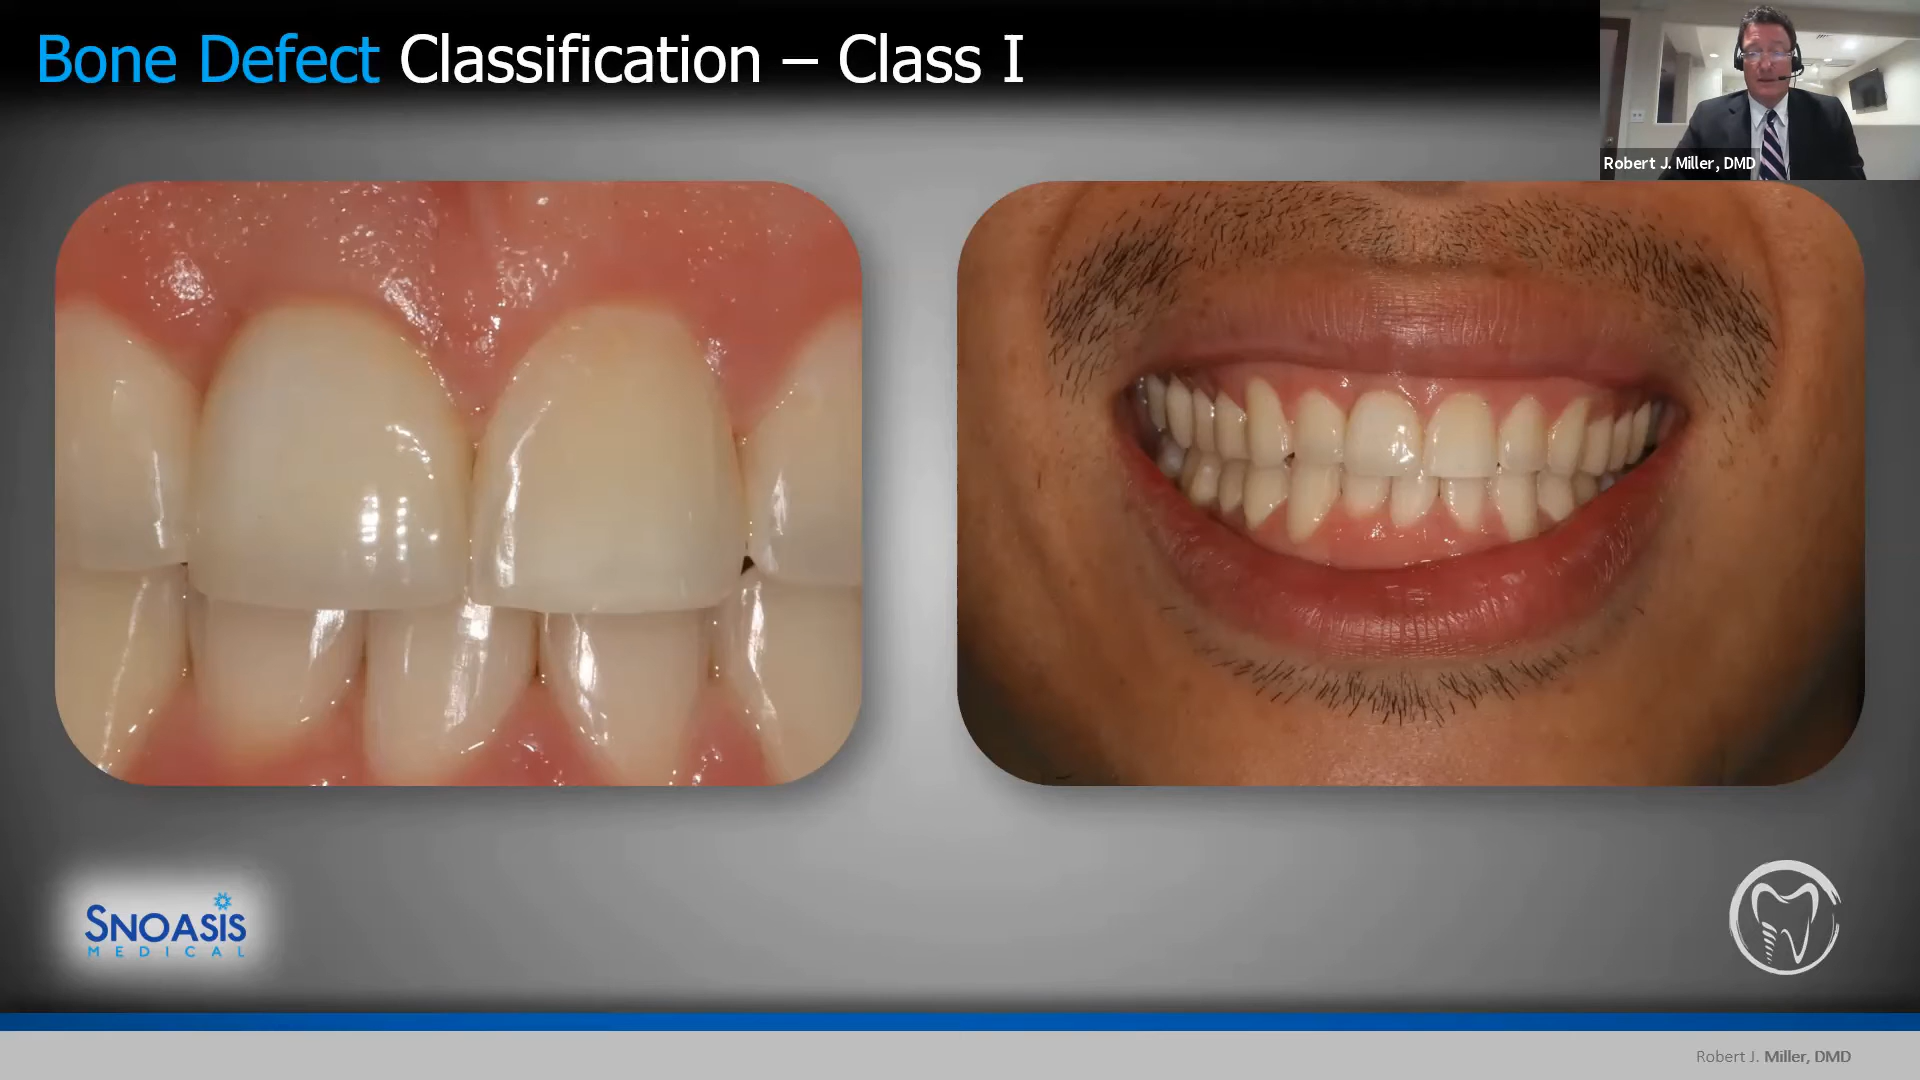 Bone Defect Classification – Class I
Robert J. Miller, DMD
SNOASIS
MEDICAL
Robert J. Miller, DMD